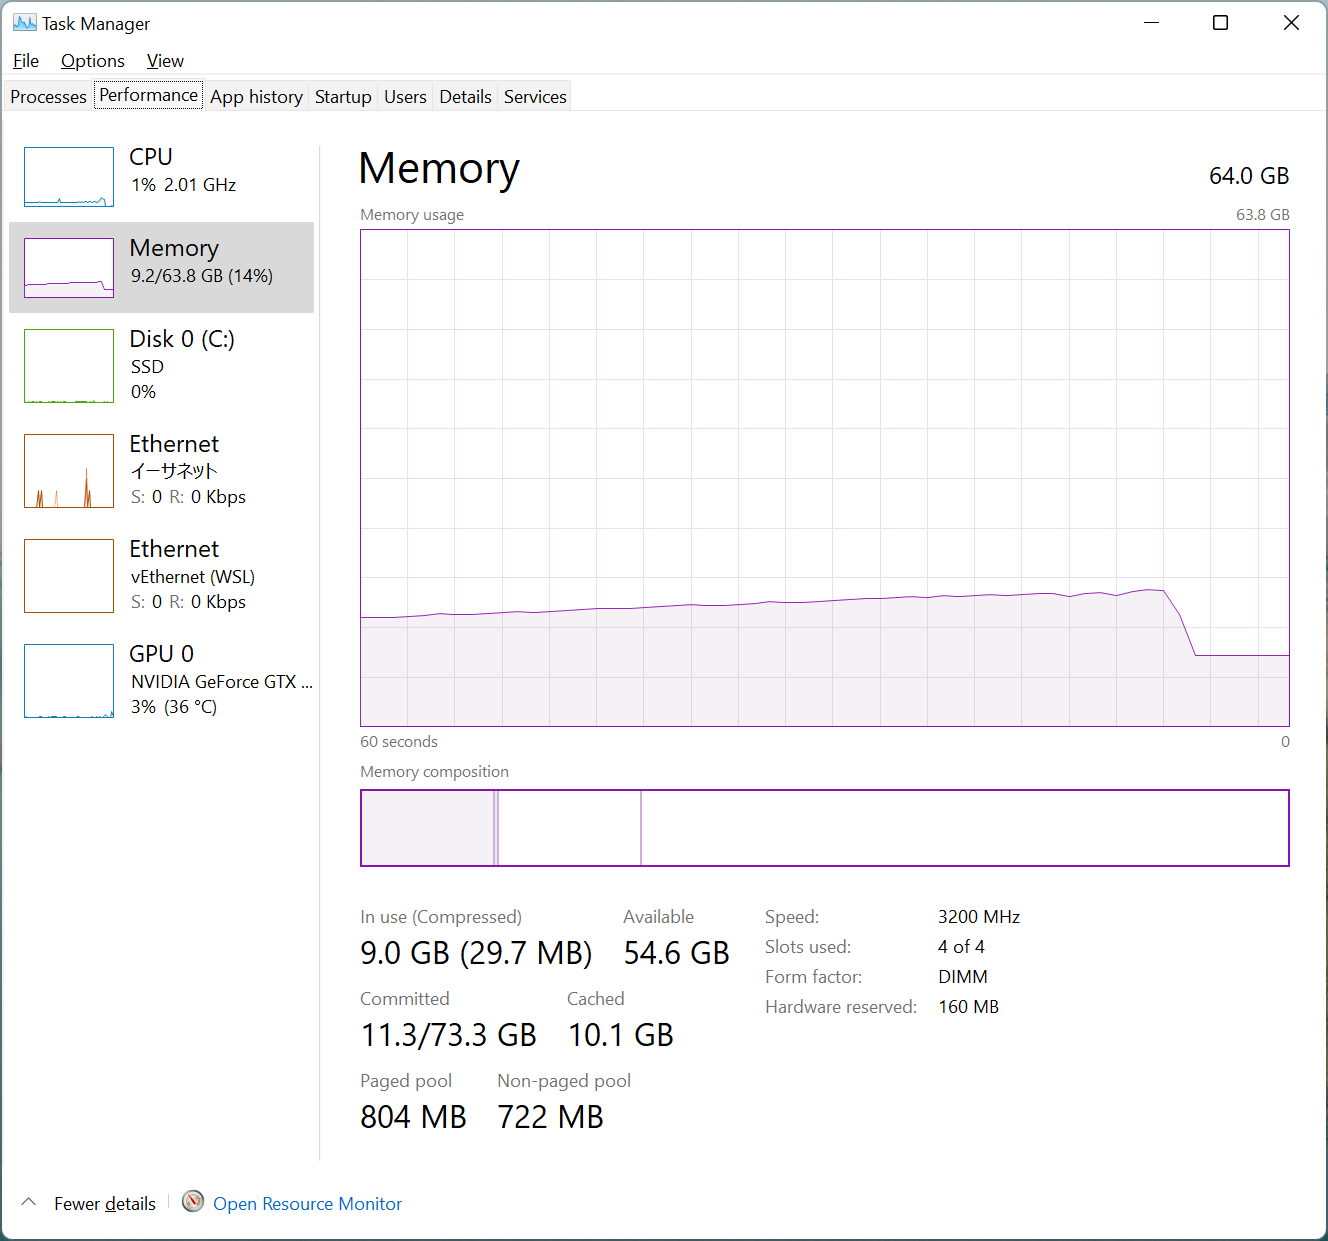 Task Manager
File Options View
Processes Performance App history Startup Users Details Services
CPU
1% 2.01 GHz
Memory
9.2/63.8 GB (14%)
Disk 0 (C:)
SSD
0%
Ethernet
イーサネット
S: 0 R: 0 Kbps
Ethernet
vEthernet (WSL)
S: 0 R: 0 Kbps
GPU 0
NVIDIA GeForce GTX ...
3% (36 °C)
Memory 64.0 GB
Memory usage 63.8 GB
60 seconds 0
Memory composition
In use (Compressed) Available
9.0 GB (29.7 MB) 54.6 GB
Committed Cached
11.3/73.3 GB 10.1 GB
Paged pool Non-paged pool
804 MB 722 MB
Speed: 3200 MHz
Slots used: 4 of 4
Form factor: DIMM
Hardware reserved: 160 MB
Fewer details Open Resource Monitor